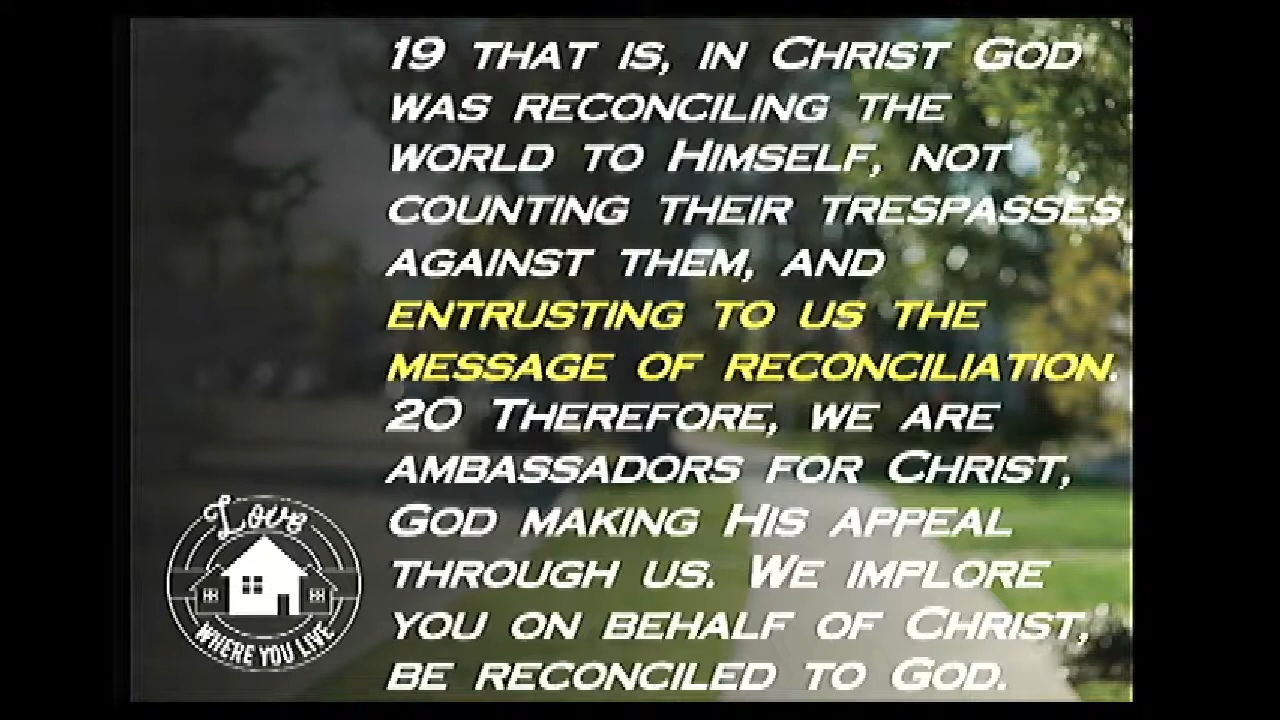 19 THAT IS, IN CHRIST GOD
WAS RECONCILING THE
WORLD TO HIMSELF, NOT
COUNTING THEIR TRESPASSES
AGAINST THEM, AND
ENTRUSTING TO US THE
MESSAGE OF RECONCILIATION.
20 THEREFORE, WE ARE
AMBASSADORS FOR CHRIST,
GOD MAKING HIS APPEAL
THROUGH US. WE IMPLORE
YOU ON BEHALF OF CHRIST,
BE RECONCILED TO GOD.
Love
WHERE YOU LIVE